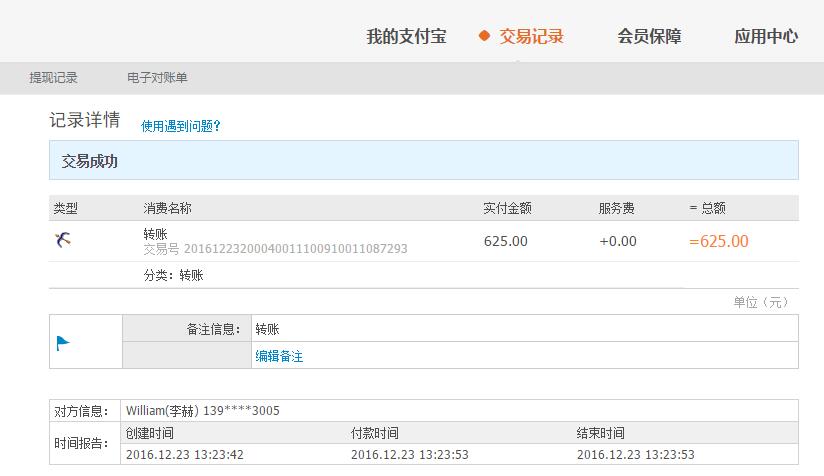 我的支付宝 交易记录 会员保障 应用中心
提现记录 电子对账单
记录详情 使用遇到问题?
交易成功
类型 消费名称 实付金额 服务费 = 总额
转账
交易号 20161223200040011100910011087293
625.00 +0.00 =625.00
分类：转账
单位（元）
备注信息： 转账
编辑备注
对方信息： William(李赫) 139****3005
时间报告：
创建时间 付款时间 结束时间
2016.12.23 13:23:42 2016.12.23 13:23:53 2016.12.23 13:23:53